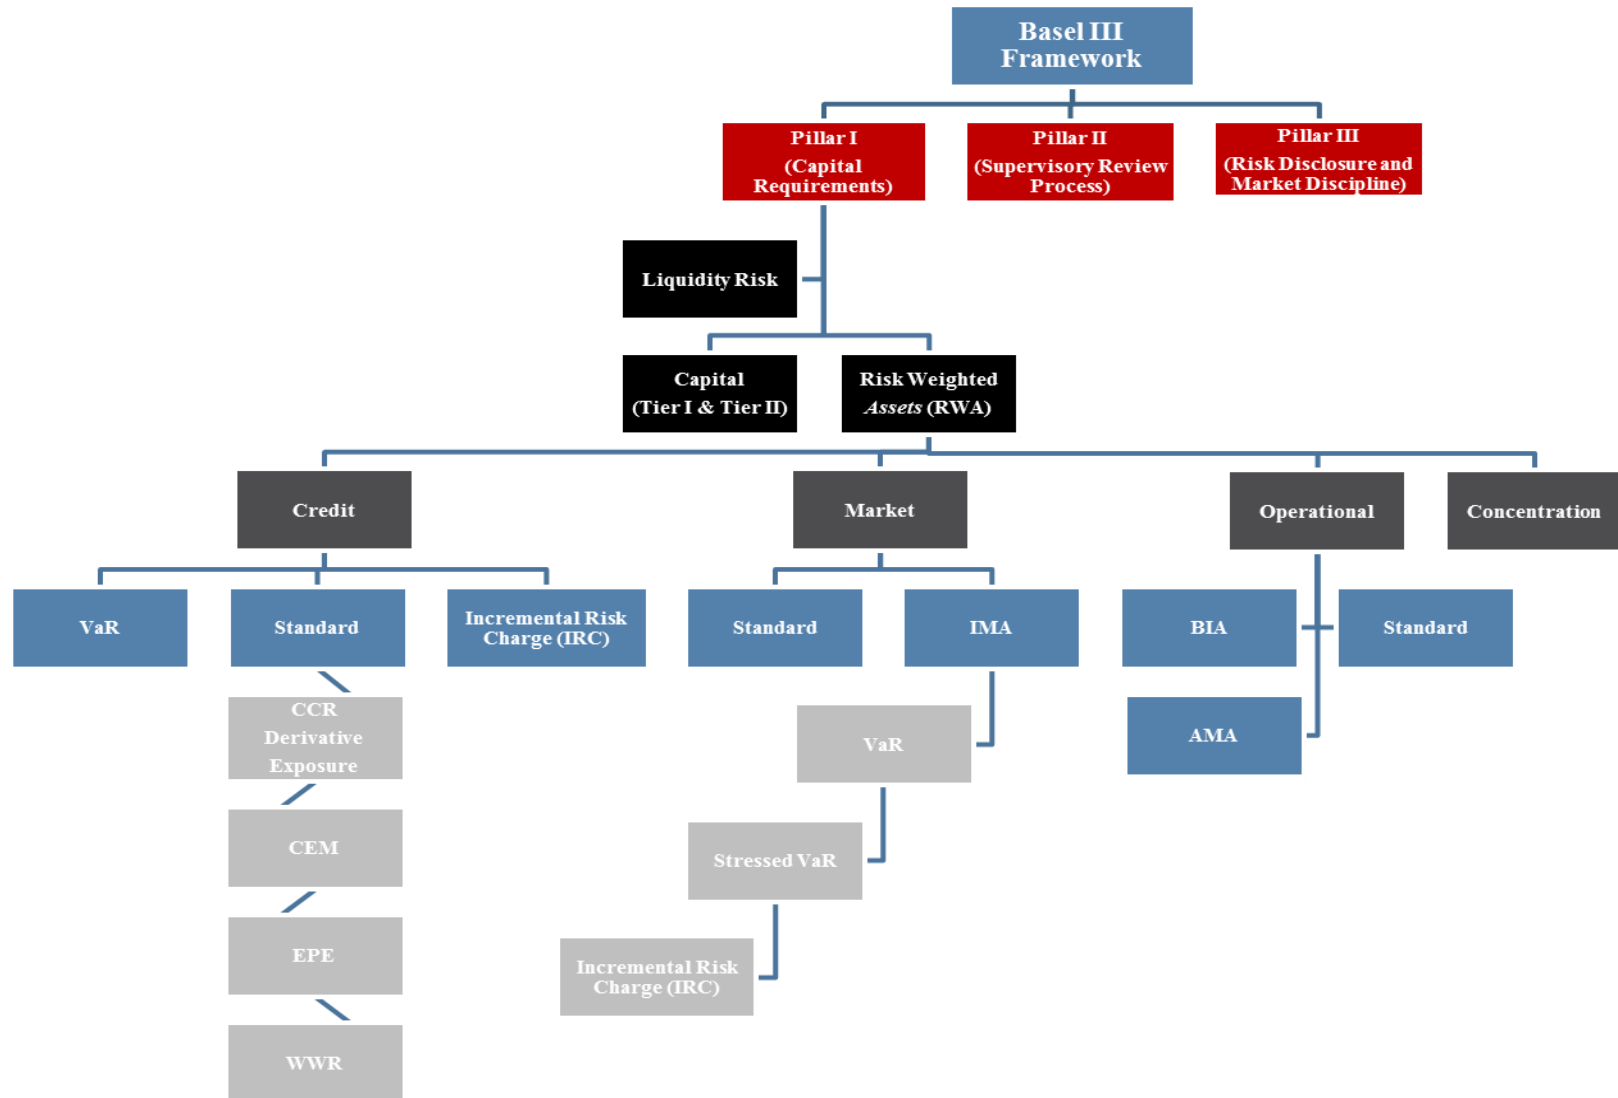 Basel III
Framework
Pillar I
(Capital
Requirements)
Pillar II
(Supervisory Review
Process)
Pillar III
(Risk Disclosure and
Market Discipline)
Liquidity Risk
Capital
(Tier I & Tier II)
Risk Weighted
Assets (RWA)
Credit
Market
Operational
Concentration
VaR
Standard
Incremental Risk
Charge (IRC)
Standard
IMA
BIA
Standard
CCR
Derivative
Exposure
VaR
AMA
CEM
Stressed VaR
EPE
Incremental Risk
Charge (IRC)
WWR